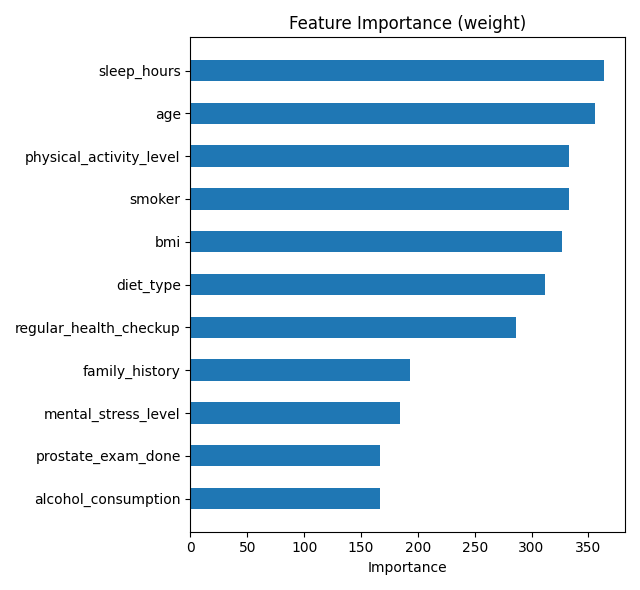 Feature Importance (weight)
sleep_hours
age
physical_activity_level
smoker
bmi
diet_type
regular_health_checkup
family_history
mental_stress_level
prostate_exam_done
alcohol_consumption
0 50 100 150 200 250 300 350
Importance